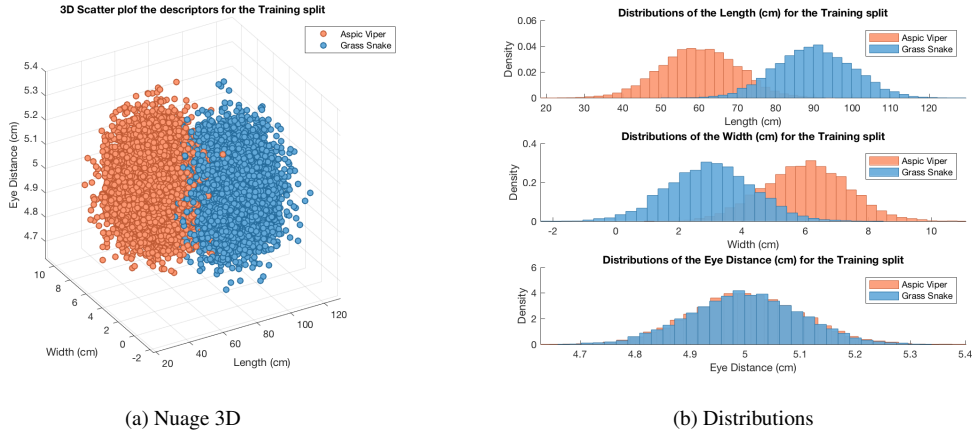 3D Scatter plof the descriptors for the Training split
Aspic Viper
Grass Snake
5.4
5.3
5.2
5.1
5
4.9
4.8
4.7
Eye Distance (cm)
10
8
6
4
2
0
-2
Width (cm)
20
40
60
80
100
120
Length (cm)
(a) Nuage 3D
Distributions of the Length (cm) for the Training split
Aspic Viper
Grass Snake
0.06
0.04
0.02
0
Density
20 30 40 50 60 70 80 90 100 110 120
Length (cm)
Distributions of the Width (cm) for the Training split
Aspic Viper
Grass Snake
0.4
0.2
0
Density
-2 0 2 4 6 8 10
Width (cm)
Distributions of the Eye Distance (cm) for the Training split
Aspic Viper
Grass Snake
6
4
2
0
Density
4.7 4.8 4.9 5 5.1 5.2 5.3 5.4
Eye Distance (cm)
(b) Distributions